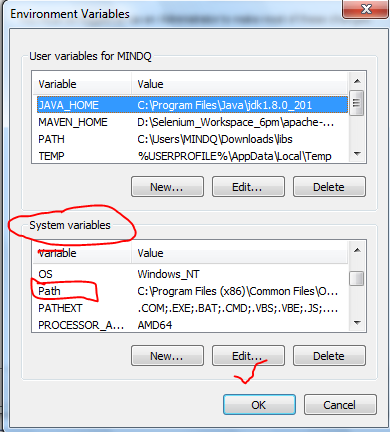 Environment Variables
User variables for MINDQ
Variable Value
JAVA_HOME C:\Program Files\Java\jdk1.8.0_201
MAVEN_HOME D:\Selenium_Workspace_6pm\apache-...
PATH C:\Users\MINDQ\Downloads\libs
TEMP %USERPROFILE%\AppData\Local\Temp
New... Edit... Delete
System variables
Variable Value
OS Windows_NT
Path C:\Program Files (x86)\Common Files\O...
PATHEXT .COM;.EXE;.BAT;.CMD;.VBS;.VBE;.JS;....
PROCESSOR_A... AMD64
New... Edit... Delete
OK Cancel